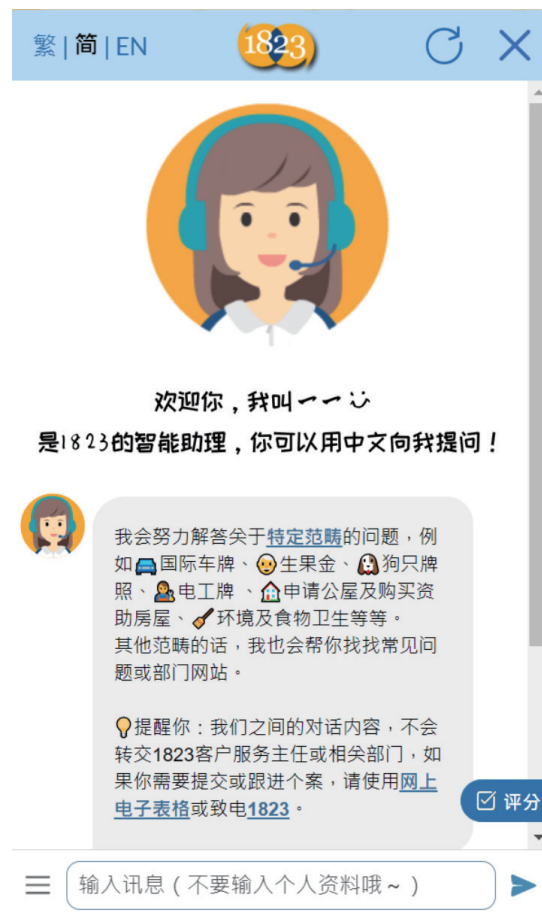 繁 | 简 | EN
1823
欢迎你，我叫一一
是1823的智能助理，你可以用中文向我提问！
我会努力解答关于特定范畴的问题，例
如🚘国际车牌、👴生果金、🐶狗只牌
照、电工牌 、🏠申请公屋及购买资
助房屋、🧹环境及食物卫生等等。
其他范畴的话，我也会帮你找找常见问
题或部门网站。
💡提醒你：我们之间的对话内容，不会
转交1823客户服务主任或相关部门，如
果你需要提交或跟进个案，请使用网上
电子表格或致电1823。
评分
输入讯息（不要输入个人资料哦～）